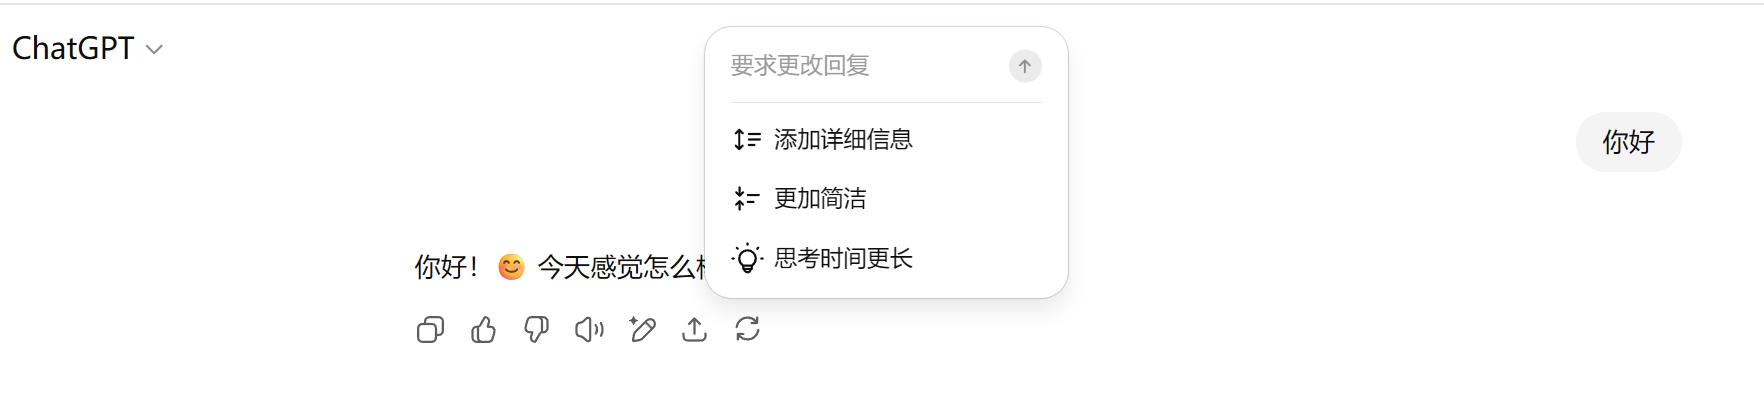 ChatGPT
要求更改回复
添加详细信息
你好
更加简洁
思考时间更长
你好！😊 今天感觉怎么